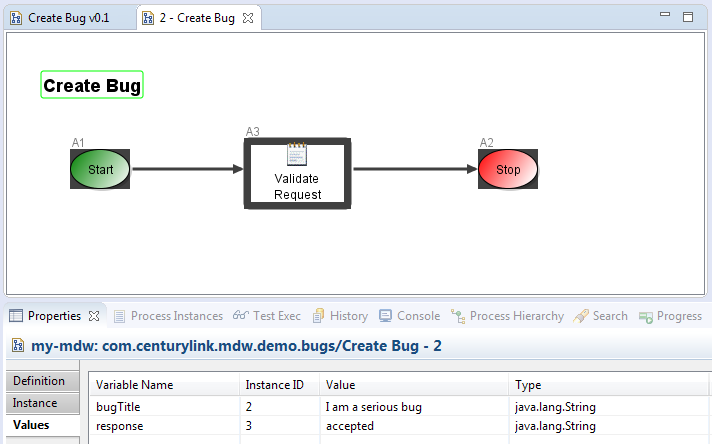 Create Bug v0.1
2 - Create Bug
Create Bug
A1
A3
A2
Start
Validate
Request
Stop
Properties
Process Instances
Test Exec
History
Console
Process Hierarchy
Search
Progress
my-mdw: com.centurylink.mdw.demo.bugs/Create Bug - 2
Definition
Instance
Values
Variable Name Instance ID Value Type
bugTitle 2 I am a serious bug java.lang.String
response 3 accepted java.lang.String